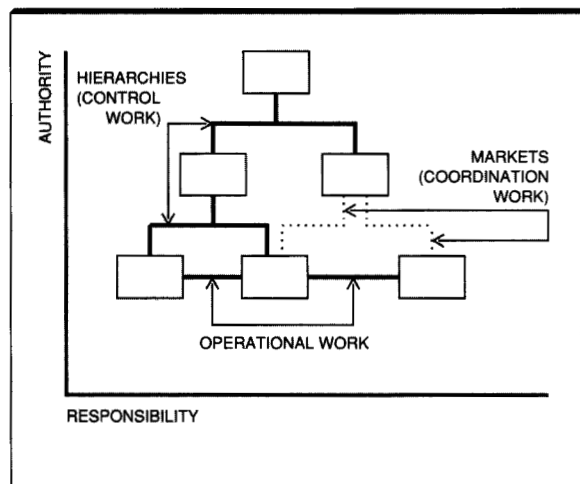 AUTHORITY
HIERARCHIES
(CONTROL
WORK)
MARKETS
(COORDINATION
WORK)
OPERATIONAL WORK
RESPONSIBILITY